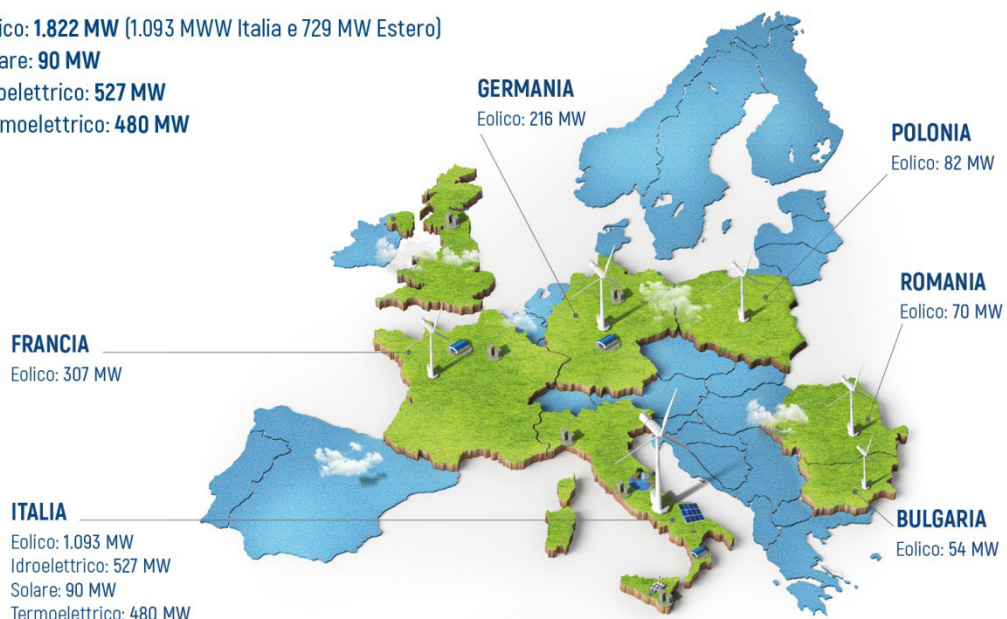 ico: 1.822 MW (1.093 MWW Italia e 729 MW Estero)
are: 90 MW
oelettrico: 527 MW
rmoelettrico: 480 MW
GERMANIA
Eolico: 216 MW
POLONIA
Eolico: 82 MW
ROMANIA
Eolico: 70 MW
FRANCIA
Eolico: 307 MW
ITALIA
Eolico: 1.093 MW
Idroelettrico: 527 MW
Solare: 90 MW
Termoelettrico: 480 MW
BULGARIA
Eolico: 54 MW